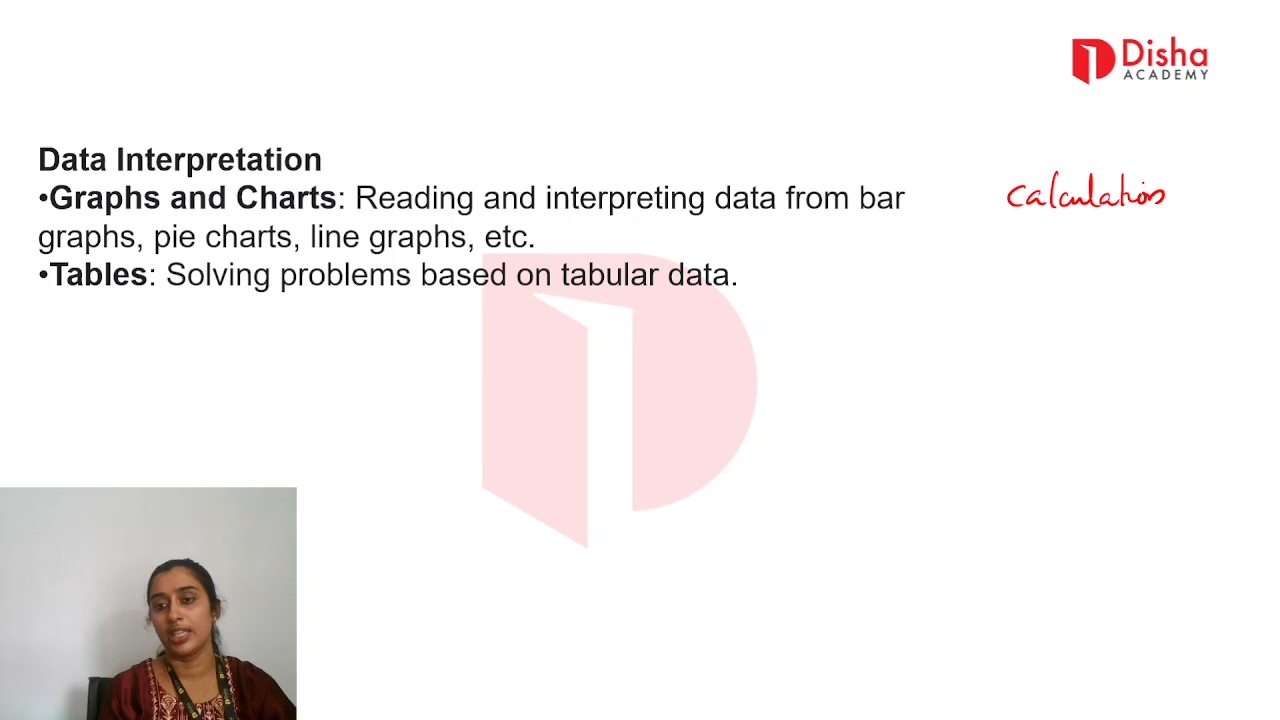 Disha
ACADEMY
Data Interpretation
•Graphs and Charts: Reading and interpreting data from bar
calculations
graphs, pie charts, line graphs, etc.
•Tables: Solving problems based on tabular data.